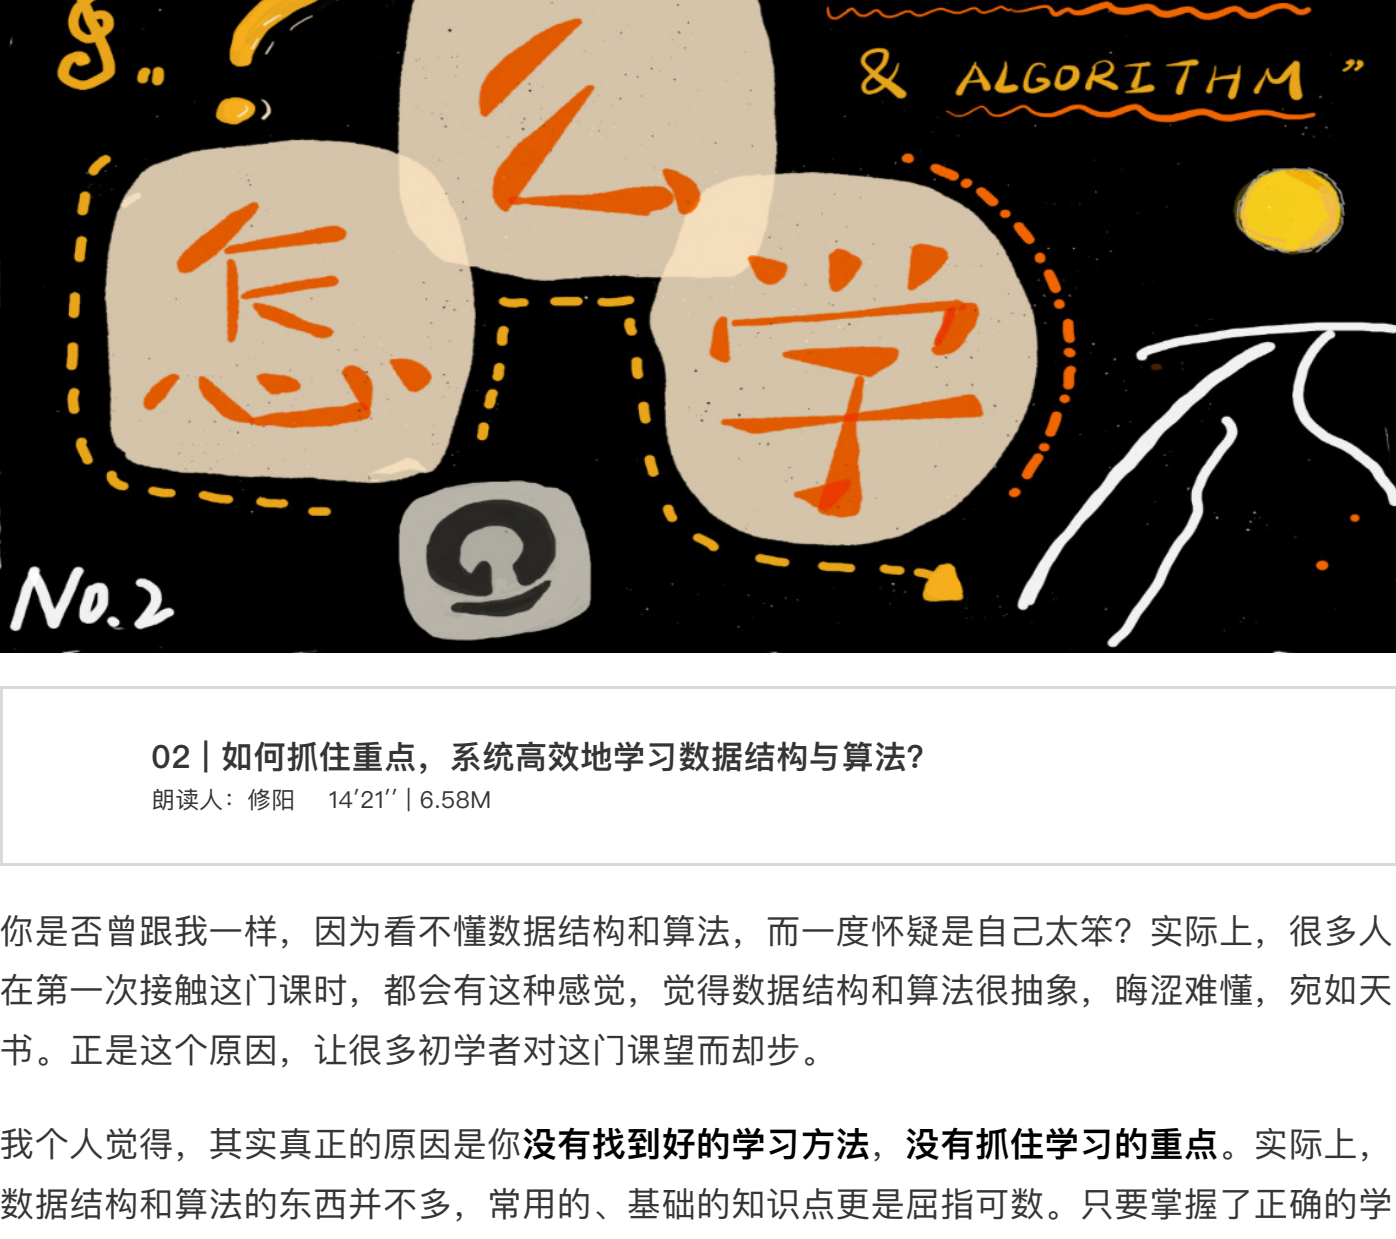 & ALGORITHM ”
怎么学
No.2
02 | 如何抓住重点，系统高效地学习数据结构与算法？
朗读人：修阳 14′21′′ | 6.58M
你是否曾跟我一样，因为看不懂数据结构和算法，而一度怀疑是自己太笨？实际上，很多人
在第一次接触这门课时，都会有这种感觉，觉得数据结构和算法很抽象，晦涩难懂，宛如天
书。正是这个原因，让很多初学者对这门课望而却步。
我个人觉得，其实真正的原因是你没有找到好的学习方法，没有抓住学习的重点。实际上，
数据结构和算法的东西并不多，常用的、基础的知识点更是屈指可数。只要掌握了正确的学